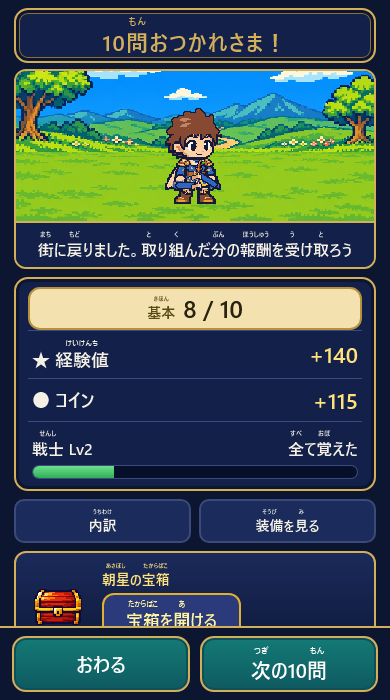 10問おつかれさま！
街に戻りました。取り組んだ分の報酬を受け取ろう
基本 8 / 10
★ 経験値 +140
● コイン +115
戦士 Lv2 全て覚えた
内訳 装備を見る
朝星の宝箱
宝箱を開ける
おわる 次の10問